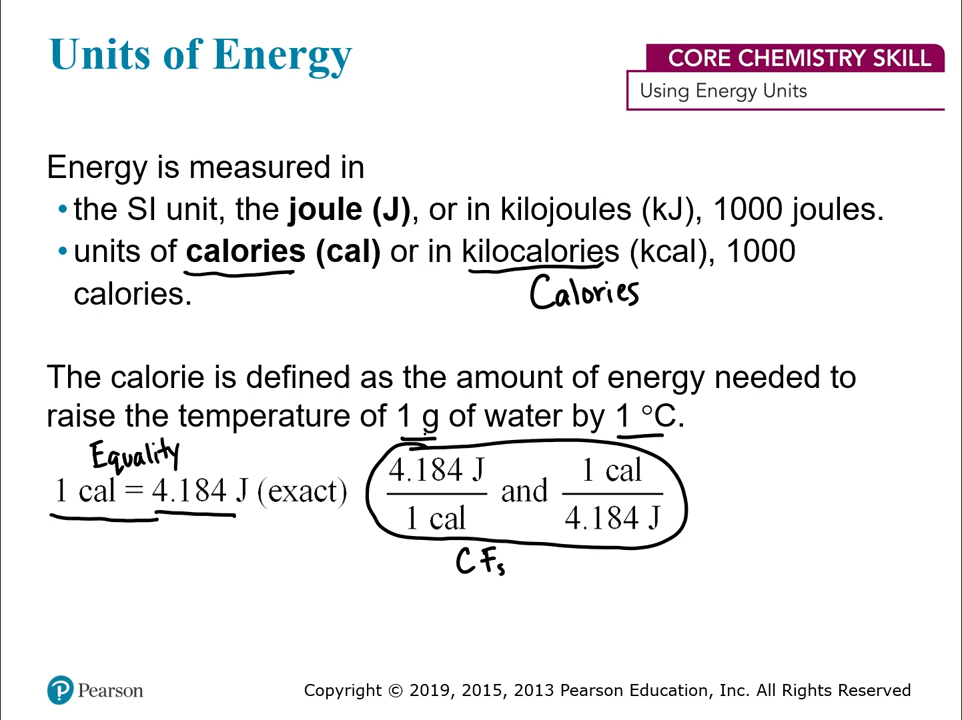 Units of Energy
CORE CHEMISTRY SKILL
Using Energy Units
Energy is measured in
• the SI unit, the joule (J), or in kilojoules (kJ), 1000 joules.
• units of calories (cal) or in kilocalories (kcal), 1000
calories.
Calories
The calorie is defined as the amount of energy needed to
raise the temperature of 1 g of water by 1 °C.
Equality
1 cal = 4.184 J (exact) 4.184 J / 1 cal and 1 cal / 4.184 J
CFs
P Pearson
Copyright © 2019, 2015, 2013 Pearson Education, Inc. All Rights Reserved